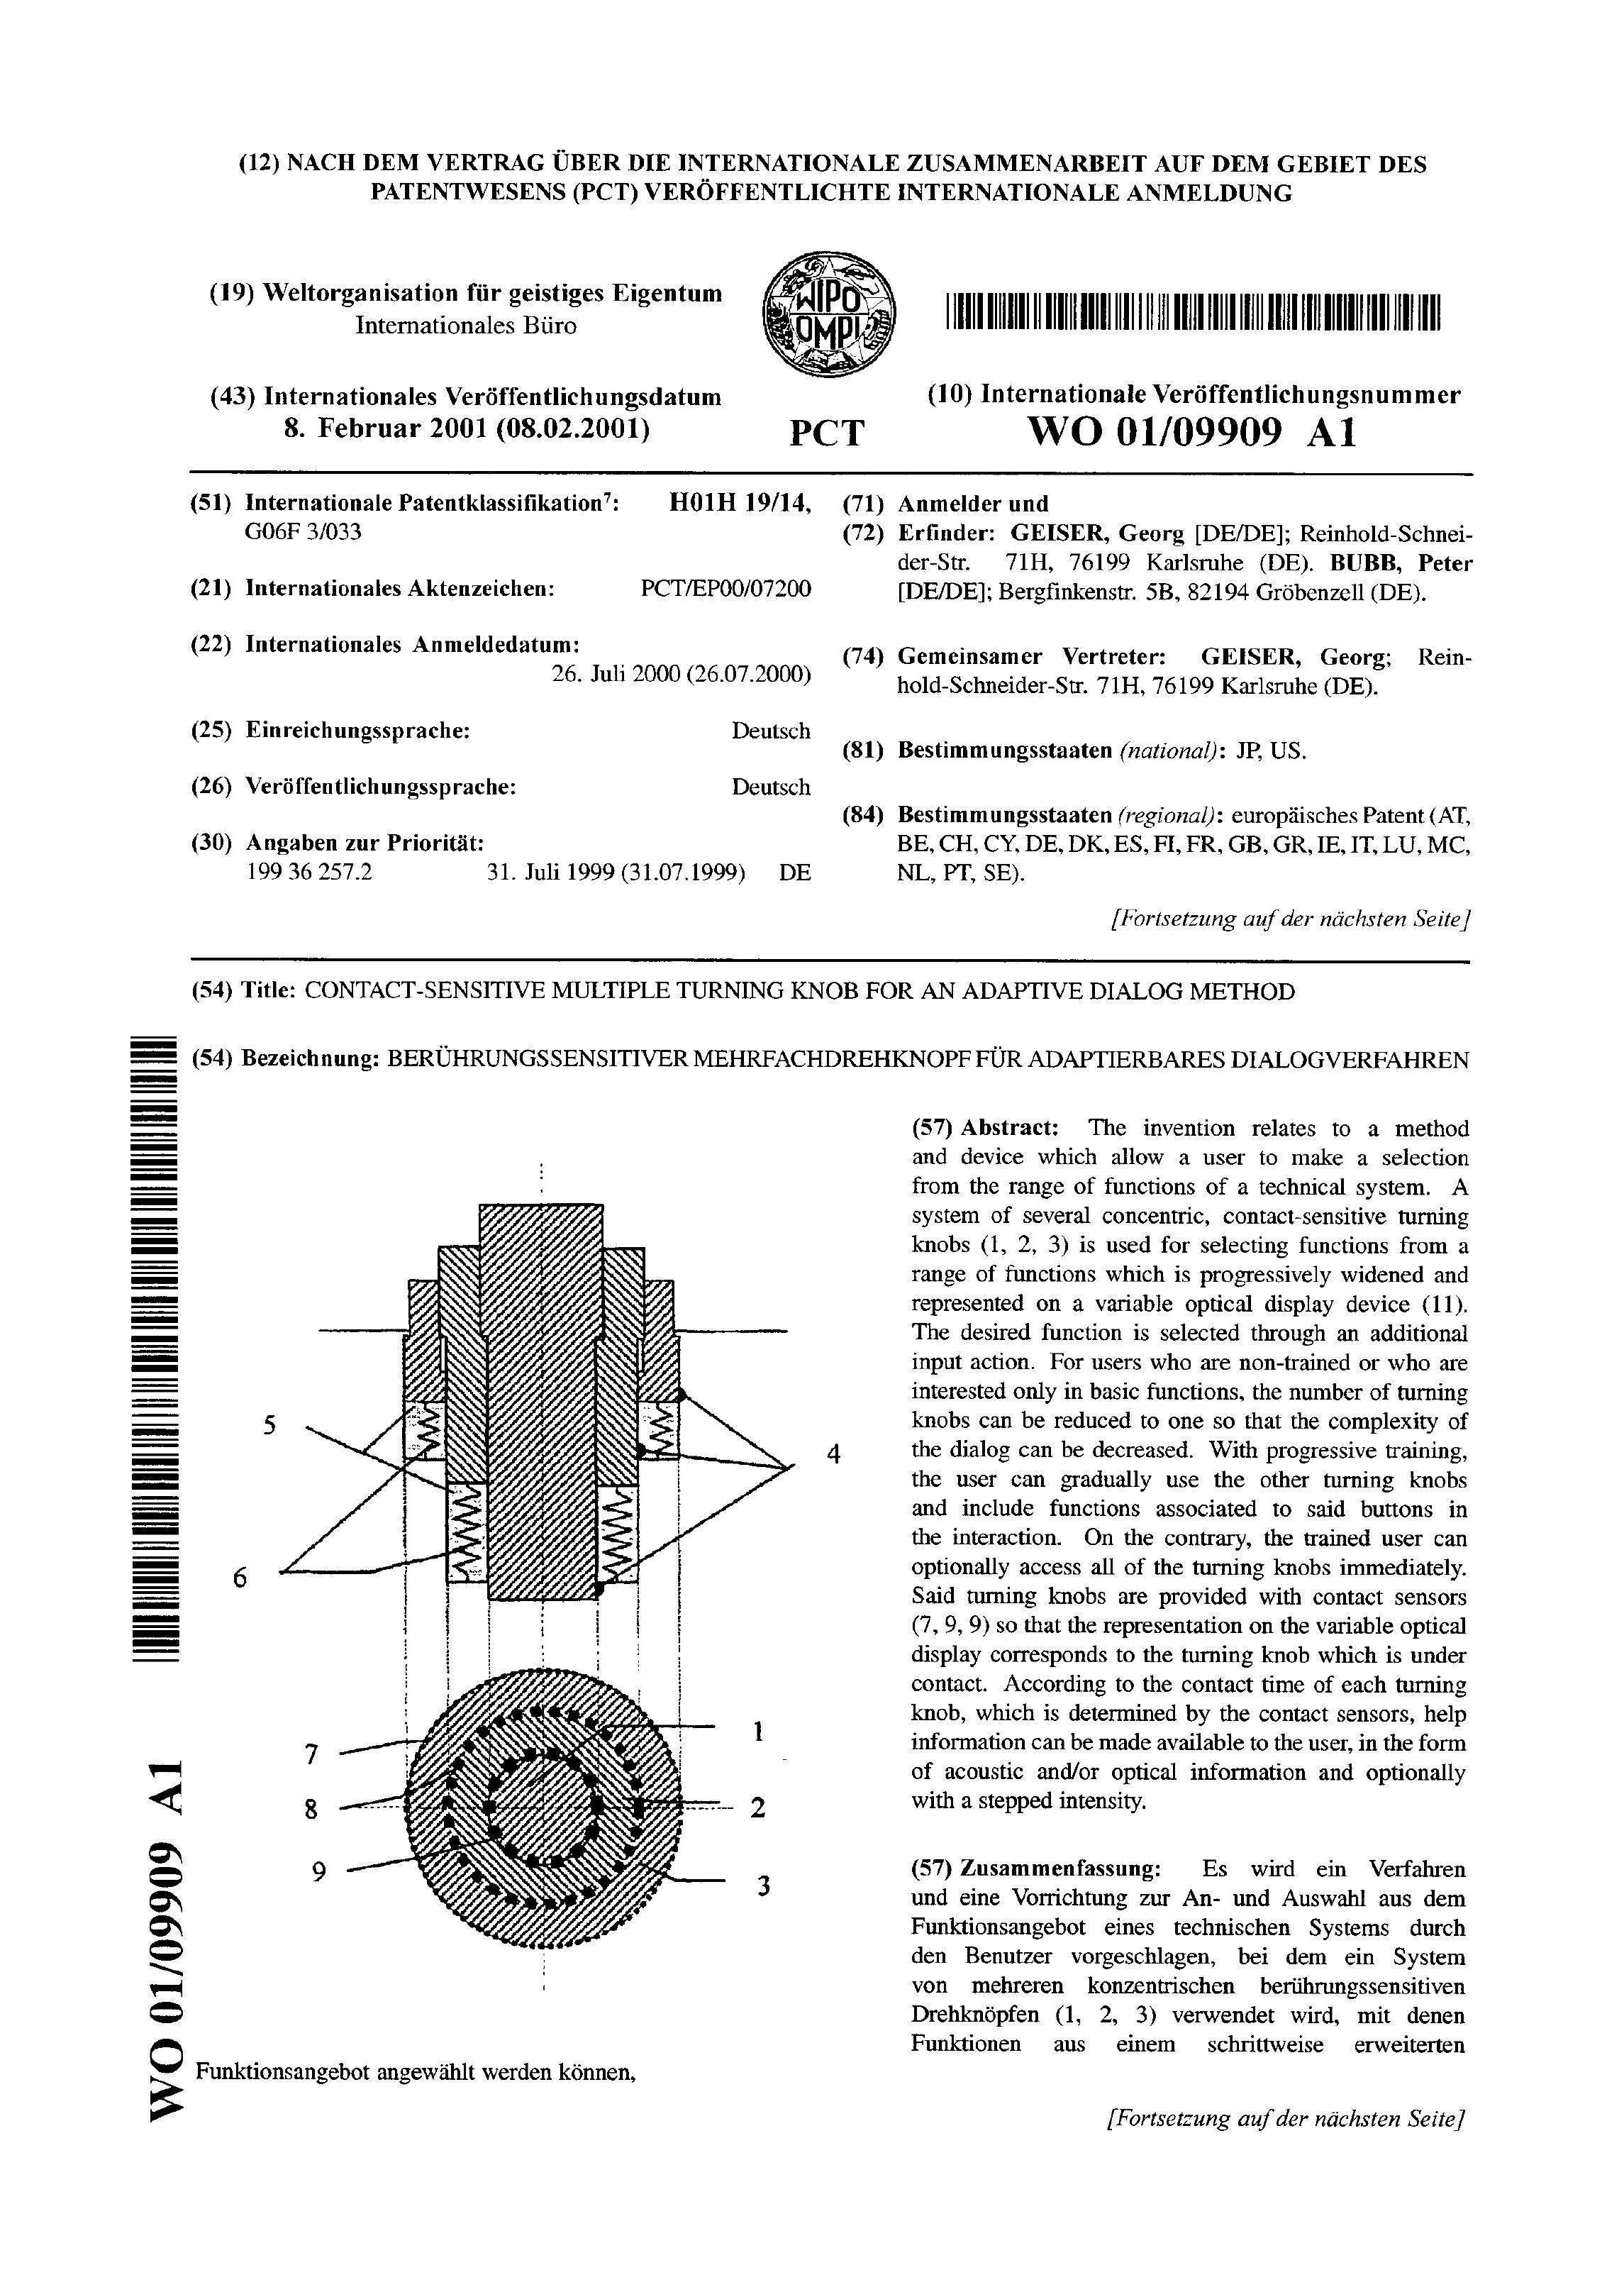 (12) NACH DEM VERTRAG ÜBER DIE INTERNATIONALE ZUSAMMENARBEIT AUF DEM GEBIET DES
PATENTWESENS (PCT) VERÖFFENTLICHTE INTERNATIONALE ANMELDUNG
(19) Weltorganisation für geistiges Eigentum
Internationales Büro
WIPO
OMPI
(43) Internationales Veröffentlichungsdatum
8. Februar 2001 (08.02.2001)
PCT
(10) Internationale Veröffentlichungsnummer
WO 01/09909 A1
(51) Internationale Patentklassifikation⁷: H01H 19/14,
G06F 3/033
(21) Internationales Aktenzeichen: PCT/EP00/07200
(22) Internationales Anmeldedatum:
26. Juli 2000 (26.07.2000)
(25) Einreichungssprache: Deutsch
(26) Veröffentlichungssprache: Deutsch
(30) Angaben zur Priorität:
199 36 257.2 31. Juli 1999 (31.07.1999) DE
(71) Anmelder und
(72) Erfinder: GEISER, Georg [DE/DE]; Reinhold-Schnei-
der-Str. 71H, 76199 Karlsruhe (DE). BUBB, Peter
[DE/DE]; Bergfinkenstr. 5B, 82194 Gröbenzell (DE).
(74) Gemeinsamer Vertreter: GEISER, Georg; Rein-
hold-Schneider-Str. 71H, 76199 Karlsruhe (DE).
(81) Bestimmungsstaaten (national): JP, US.
(84) Bestimmungsstaaten (regional): europäisches Patent (AT,
BE, CH, CY, DE, DK, ES, FI, FR, GB, GR, IE, IT, LU, MC,
NL, PT, SE).
[Fortsetzung auf der nächsten Seite]
(54) Title: CONTACT-SENSITIVE MULTIPLE TURNING KNOB FOR AN ADAPTIVE DIALOG METHOD
(54) Bezeichnung: BERÜHRUNGSSENSITIVER MEHRFACHDREHKNOPF FÜR ADAPTIERBARES DIALOGVERFAHREN
5
4
6
7
1
8
2
9
3
(57) Abstract: The invention relates to a method
and device which allow a user to make a selection
from the range of functions of a technical system. A
system of several concentric, contact-sensitive turning
knobs (1, 2, 3) is used for selecting functions from a
range of functions which is progressively widened and
represented on a variable optical display device (11).
The desired function is selected through an additional
input action. For users who are non-trained or who are
interested only in basic functions, the number of turning
knobs can be reduced to one so that the complexity of
the dialog can be decreased. With progressive training,
the user can gradually use the other turning knobs
and include functions associated to said buttons in
the interaction. On the contrary, the trained user can
optionally access all of the turning knobs immediately.
Said turning knobs are provided with contact sensors
(7, 9, 9) so that the representation on the variable optical
display corresponds to the turning knob which is under
contact. According to the contact time of each turning
knob, which is determined by the contact sensors, help
information can be made available to the user, in the form
of acoustic and/or optical information and optionally
with a stepped intensity.
(57) Zusammenfassung: Es wird ein Verfahren
und eine Vorrichtung zur An- und Auswahl aus dem
Funktionsangebot eines technischen Systems durch
den Benutzer vorgeschlagen, bei dem ein System
von mehreren konzentrischen berührungssensitiven
Drehknöpfen (1, 2, 3) verwendet wird, mit denen
Funktionen aus einem schrittweise erweiterten
Funktionsangebot angewählt werden können,
[Fortsetzung auf der nächsten Seite]
WO 01/09909 A1